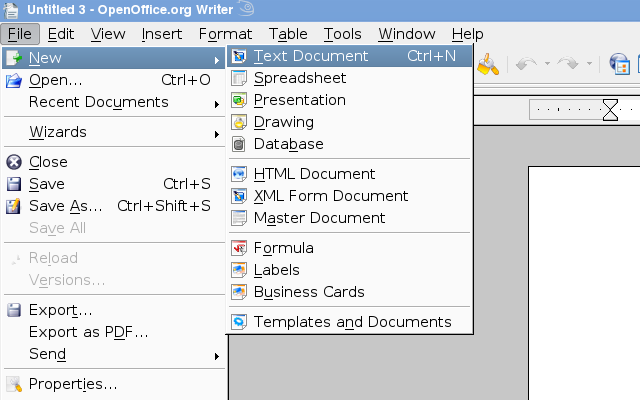 Untitled 3 - OpenOffice.org Writer
File Edit View Insert Format Table Tools Window Help
New
Open... Ctrl+O
Recent Documents
Wizards
Close
Save Ctrl+S
Save As... Ctrl+Shift+S
Save All
Reload
Versions...
Export...
Export as PDF...
Send
Properties...
Text Document Ctrl+N
Spreadsheet
Presentation
Drawing
Database
HTML Document
XML Form Document
Master Document
Formula
Labels
Business Cards
Templates and Documents